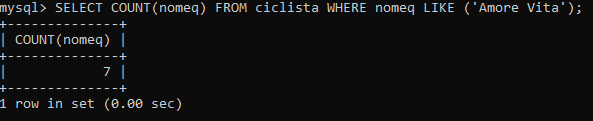 mysql> SELECT COUNT(nomeq) FROM ciclista WHERE nomeq LIKE ('Amore Vita');
+--------------+
| COUNT(nomeq) |
+--------------+
|            7 |
+--------------+
1 row in set (0.00 sec)